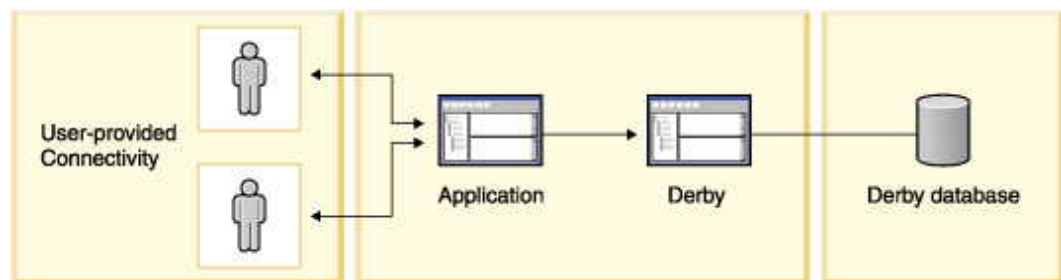 User-provided
Connectivity
Application
Derby
Derby database